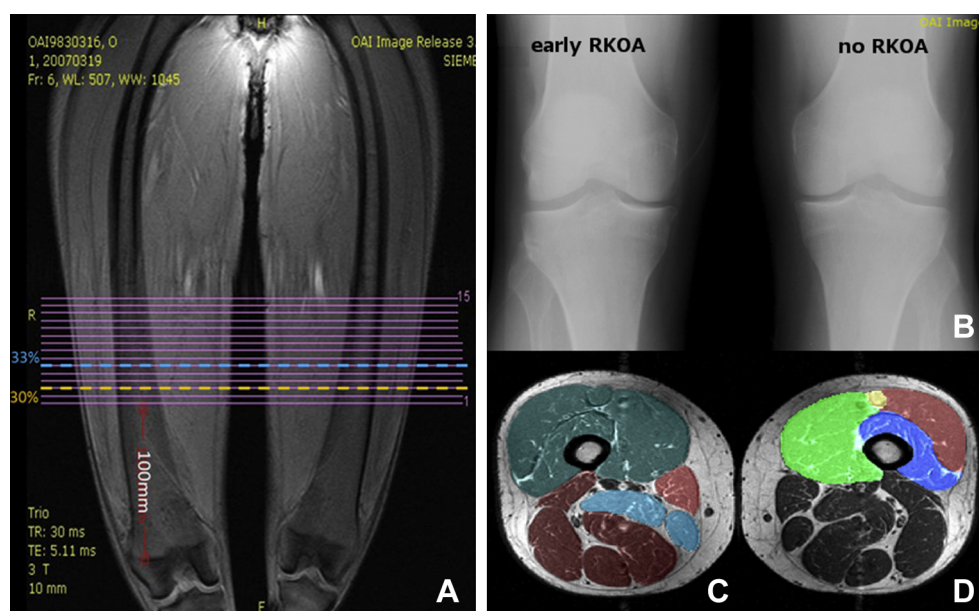 H
OAI9830316, O
1, 20070319
Fr: 6, WL: 507, WW: 1045
OAI Image Release 3.
SIEME
15
R
33%
30%
1
100mm
Trio
TR: 30 ms
TE: 5.11 ms
3 T
10 mm
F
A
OAI Image
early RKOA
no RKOA
B
C
D